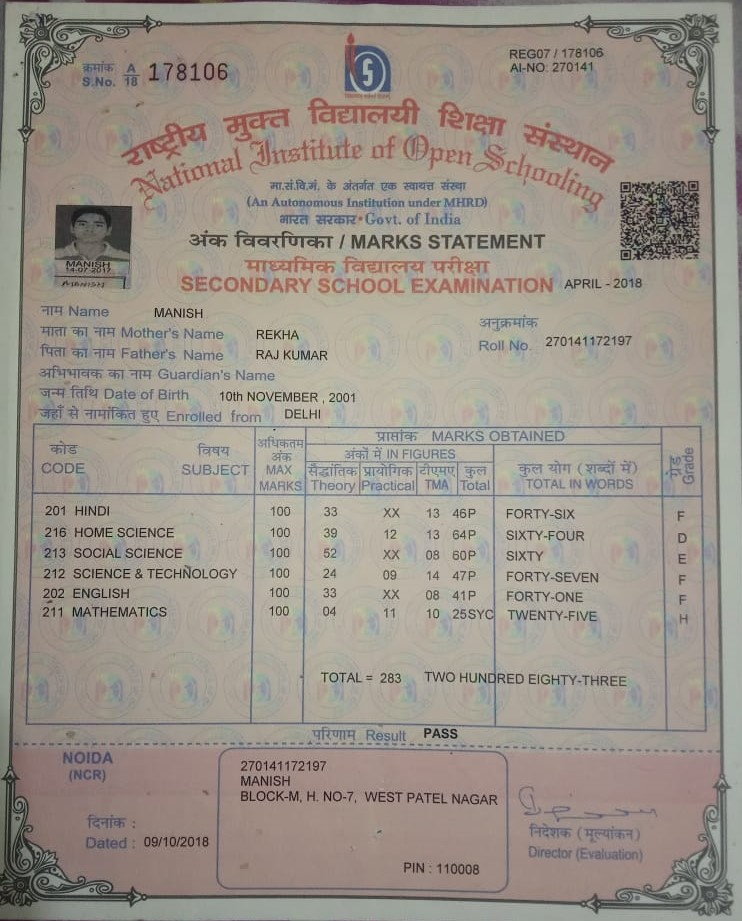 क्रमांक A/18 178106
S.No.
REG07 / 178106
AI-NO: 270141
राष्ट्रीय मुक्त विद्यालयी शिक्षा संस्थान
National Institute of Open Schooling
मा.सं.वि.मं. के अंतर्गत एक स्वायत्त संस्था
(An Autonomous Institution under MHRD)
भारत सरकार • Govt. of India
अंक विवरणिका / MARKS STATEMENT
माध्यमिक विद्यालय परीक्षा
SECONDARY SCHOOL EXAMINATION APRIL - 2018
MANISH
14-07-2017
MANISH
नाम Name MANISH
माता का नाम Mother's Name REKHA
पिता का नाम Father's Name RAJ KUMAR
अनुक्रमांक
Roll No. 270141172197
अभिभावक का नाम Guardian's Name
जन्म तिथि Date of Birth 10th NOVEMBER , 2001
जहाँ से नामांकित हुए Enrolled from DELHI
कोड CODE विषय SUBJECT अधिकतम अंक MAX MARKS प्राप्तांक MARKS OBTAINED ग्रेड Grade
अंकों में IN FIGURES कुल योग (शब्दों में) TOTAL IN WORDS
सैद्धांतिक Theory प्रायोगिक Practical टीएमए TMA कुल Total
201 HINDI 100 33 XX 13 46P FORTY-SIX F
216 HOME SCIENCE 100 39 12 13 64P SIXTY-FOUR D
213 SOCIAL SCIENCE 100 52 XX 08 60P SIXTY E
212 SCIENCE & TECHNOLOGY 100 24 09 14 47P FORTY-SEVEN F
202 ENGLISH 100 33 XX 08 41P FORTY-ONE F
211 MATHEMATICS 100 04 11 10 25SYC TWENTY-FIVE H
TOTAL = 283 TWO HUNDRED EIGHTY-THREE
परिणाम Result PASS
NOIDA
(NCR)
दिनांक :
Dated : 09/10/2018
270141172197
MANISH
BLOCK-M, H. NO-7, WEST PATEL NAGAR
PIN : 110008
निदेशक (मूल्यांकन)
Director (Evaluation)